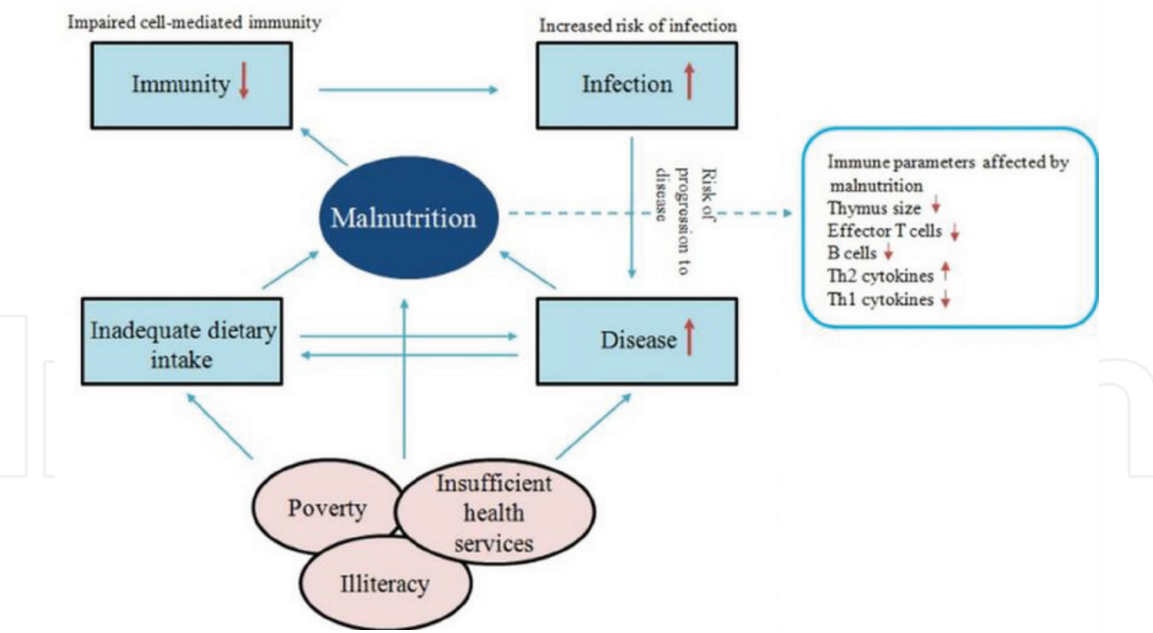 Impaired cell-mediated immunity
Increased risk of infection
Immunity
Infection
Malnutrition
Risk of
progression to
disease
Immune parameters affected by
malnutrition
Thymus size
Effector T cells
B cells
Th2 cytokines
Th1 cytokines
Inadequate dietary
intake
Disease
Poverty
Insufficient
health
services
Illiteracy